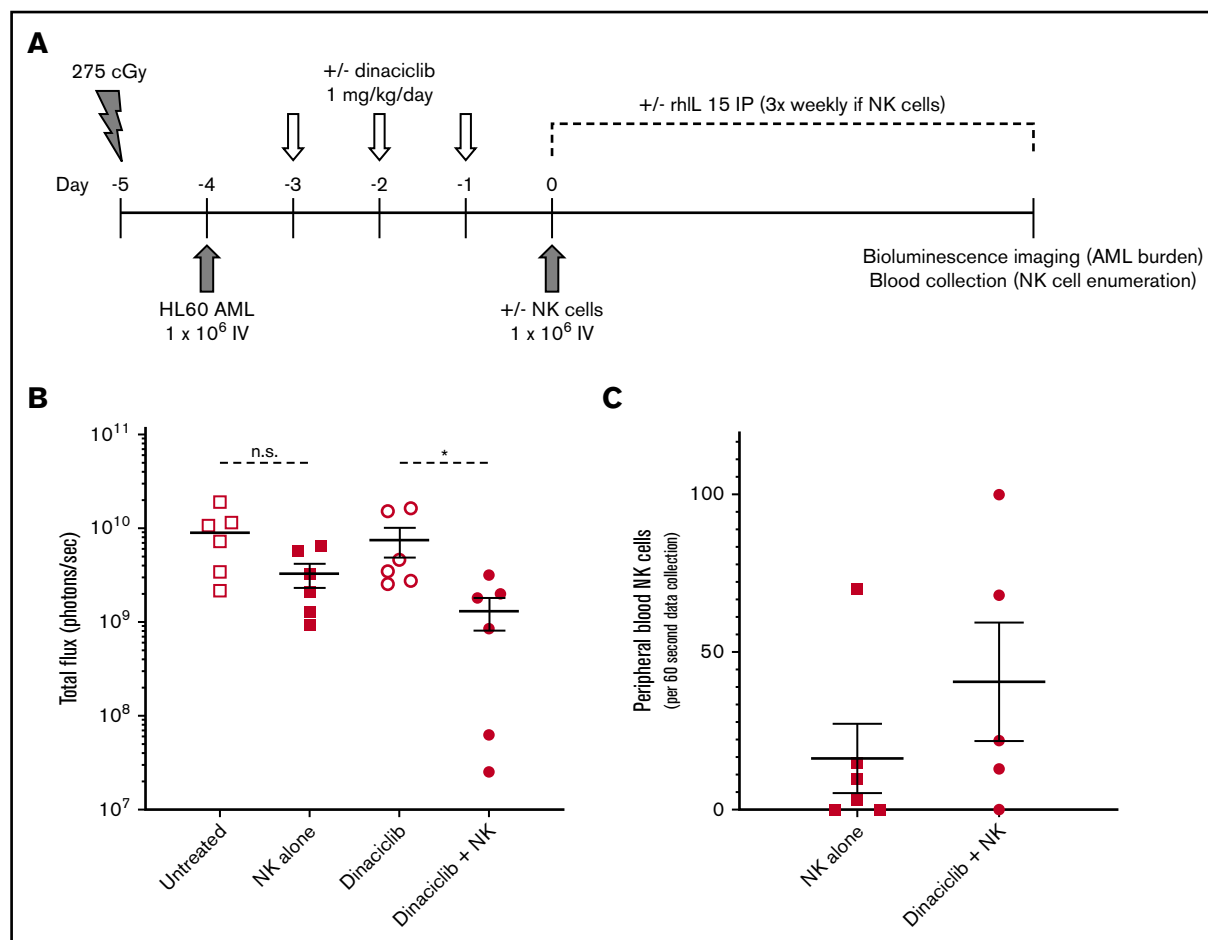 A
275 cGy
+/- dinaciclib
1 mg/kg/day
+/- rhIL 15 IP (3x weekly if NK cells)
Day -5 -4 -3 -2 -1 0
HL60 AML
1 x 10⁶ IV
+/- NK cells
1 x 10⁶ IV
Bioluminescence imaging (AML burden)
Blood collection (NK cell enumeration)
B
Total flux (photons/sec)
10¹¹
10¹⁰
10⁹
10⁸
10⁷
n.s.
*
Untreated
NK alone
Dinaciclib
Dinaciclib + NK
C
Peripheral blood NK cells
(per 60 second data collection)
100
50
0
NK alone
Dinaciclib + NK